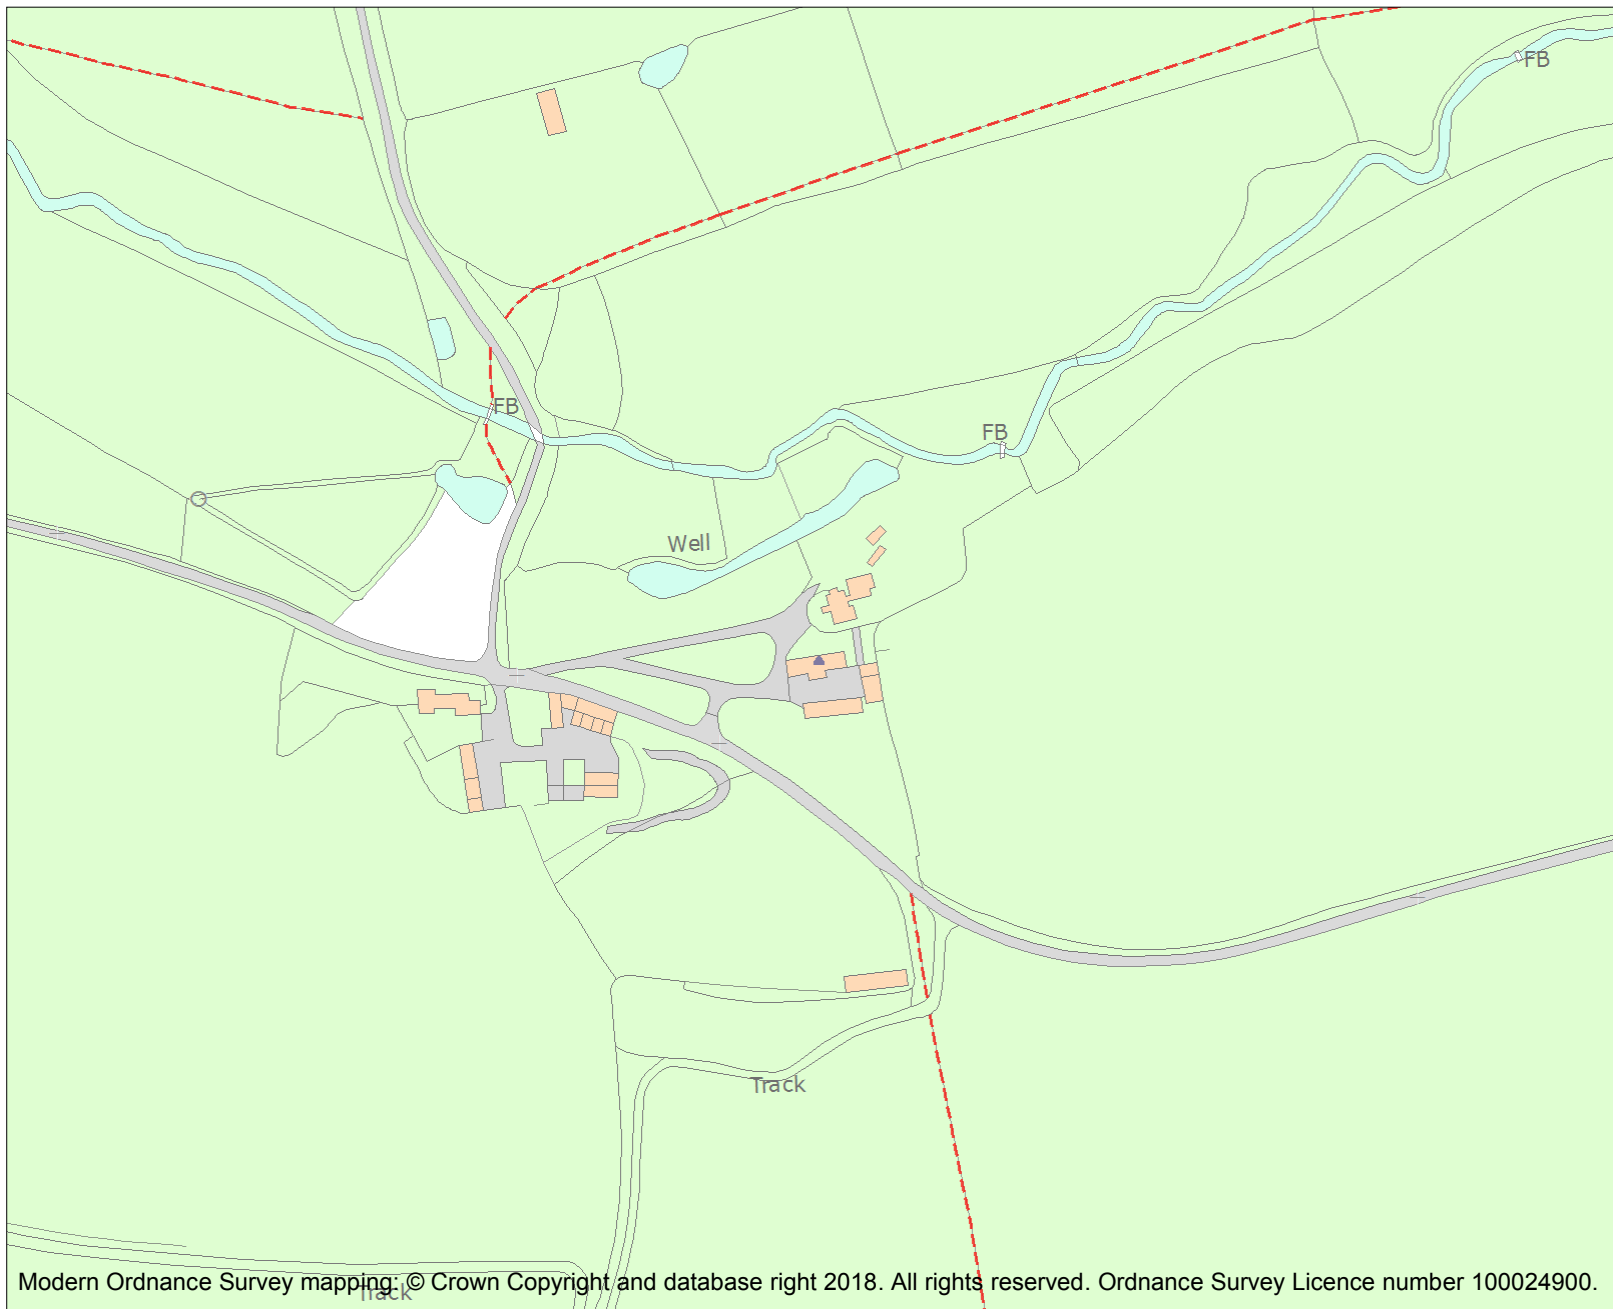 FB
FB
FB
Well
Track
Modern Ordnance Survey mapping: © Crown Copyright and database right 2018. All rights reserved. Ordnance Survey Licence number 100024900.
Track